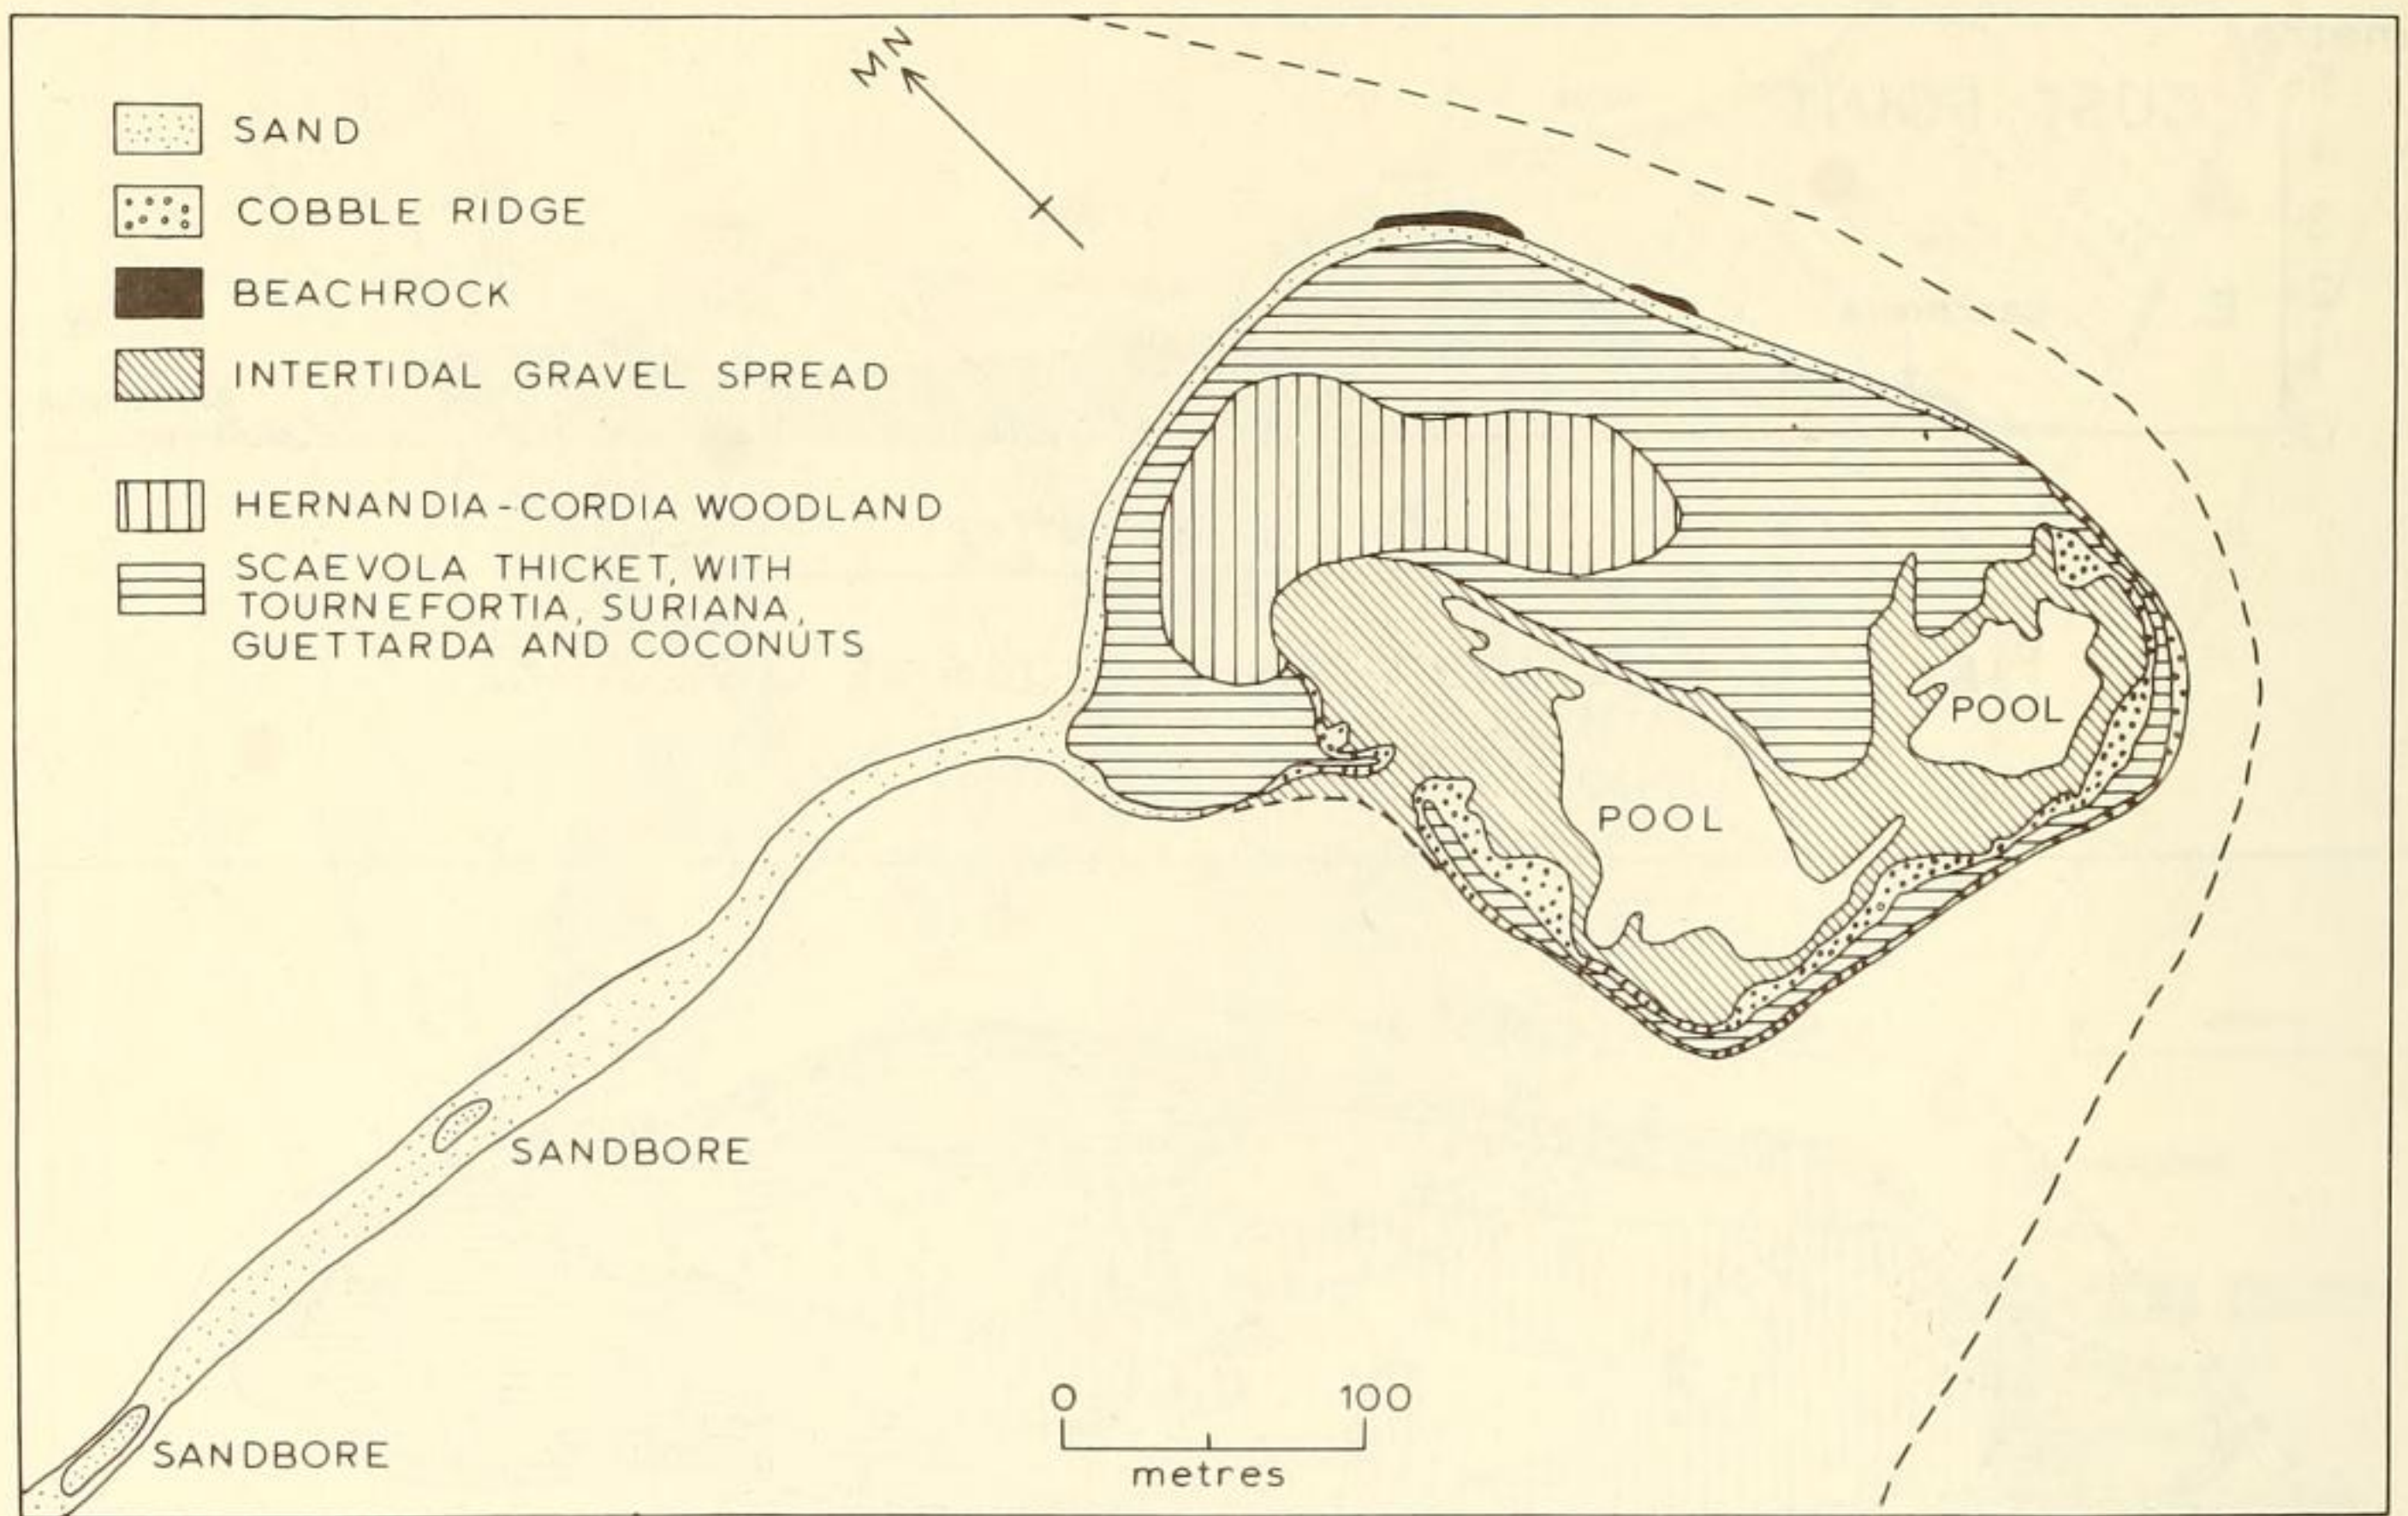 MN
SAND
COBBLE RIDGE
BEACHROCK
INTERTIDAL GRAVEL SPREAD
HERNANDIA-CORDIA WOODLAND
SCAEVOLA THICKET, WITH
TOURNEFORTIA, SURIANA,
GUETTARDA AND COCONUTS
POOL
POOL
SANDBORE
SANDBORE
0 100
metres